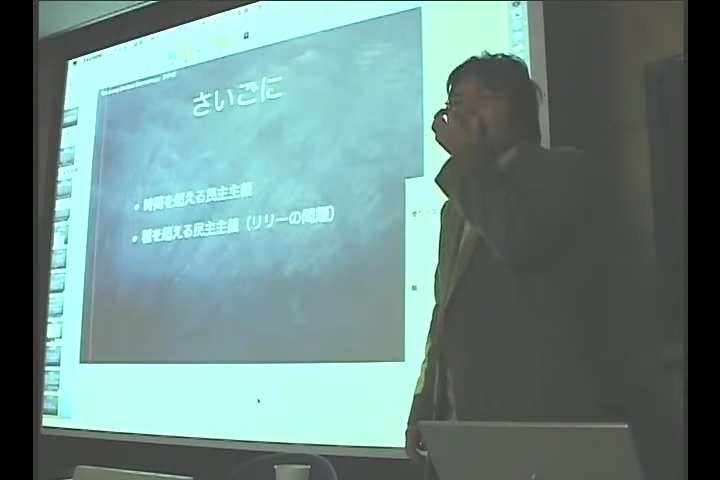 さいごに
• 時間を超える民主主義
• 種を超える民主主義（リリーの問題）